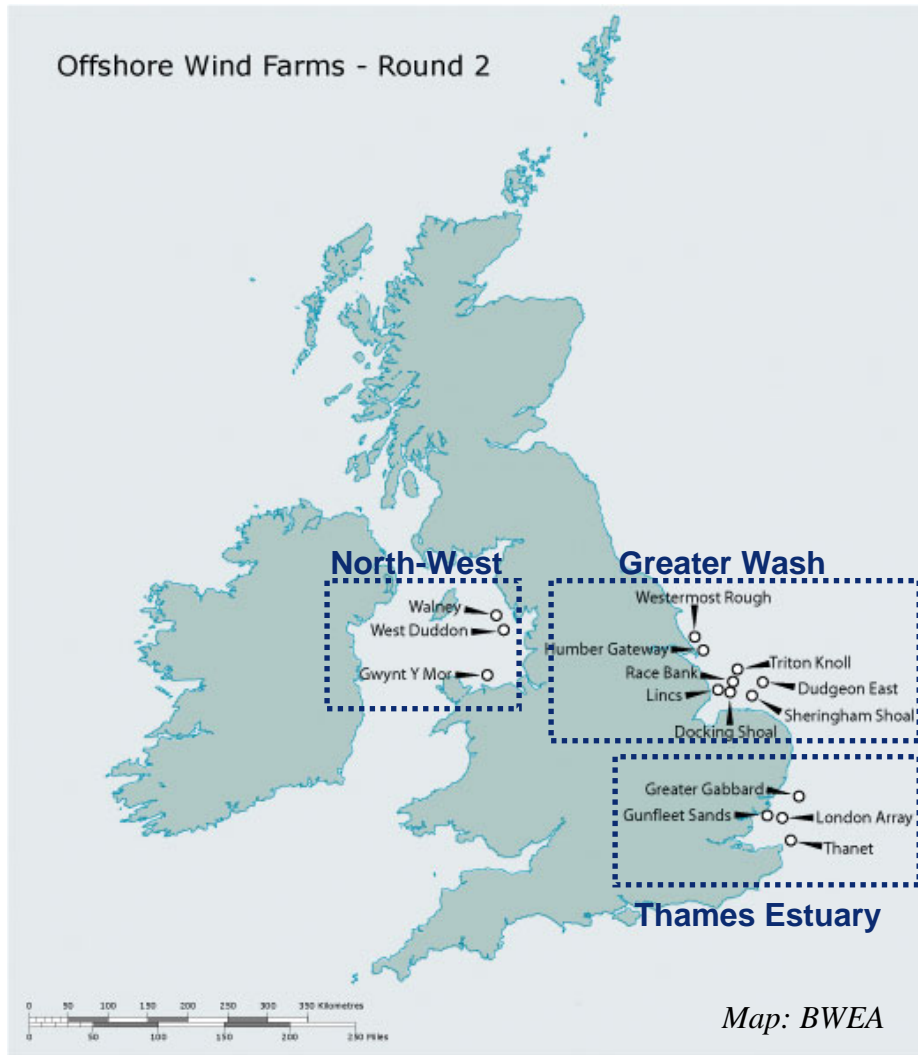 Offshore Wind Farms - Round 2
North-West
Greater Wash
Westermost Rough
Walney
West Duddon
Humber Gateway
Triton Knoll
Race Bank
Gwynt Y Mor
Dudgeon East
Lincs
Sheringham Shoal
Docking Shoal
Greater Gabbard
Gunfleet Sands
London Array
Thanet
Thames Estuary
0 50 100 150 200 250 300 350 Kilometres
0 50 100 150 200 250 Miles
Map: BWEA